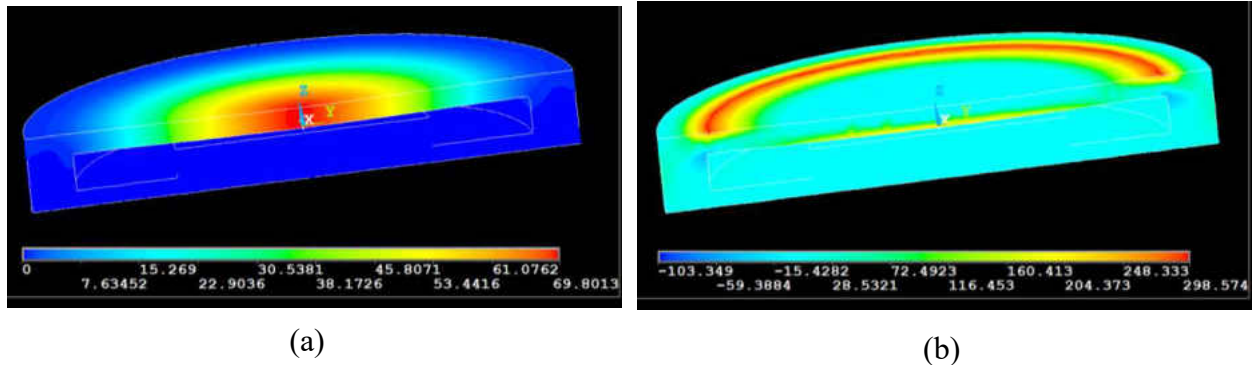 Z
Y
X
0 15.269 30.5381 45.8071 61.0762
7.63452 22.9036 38.1726 53.4416 69.8013
(a)
Z
Y
X
-103.349 -15.4282 72.4923 160.413 248.333
-59.3884 28.5321 116.453 204.373 298.574
(b)